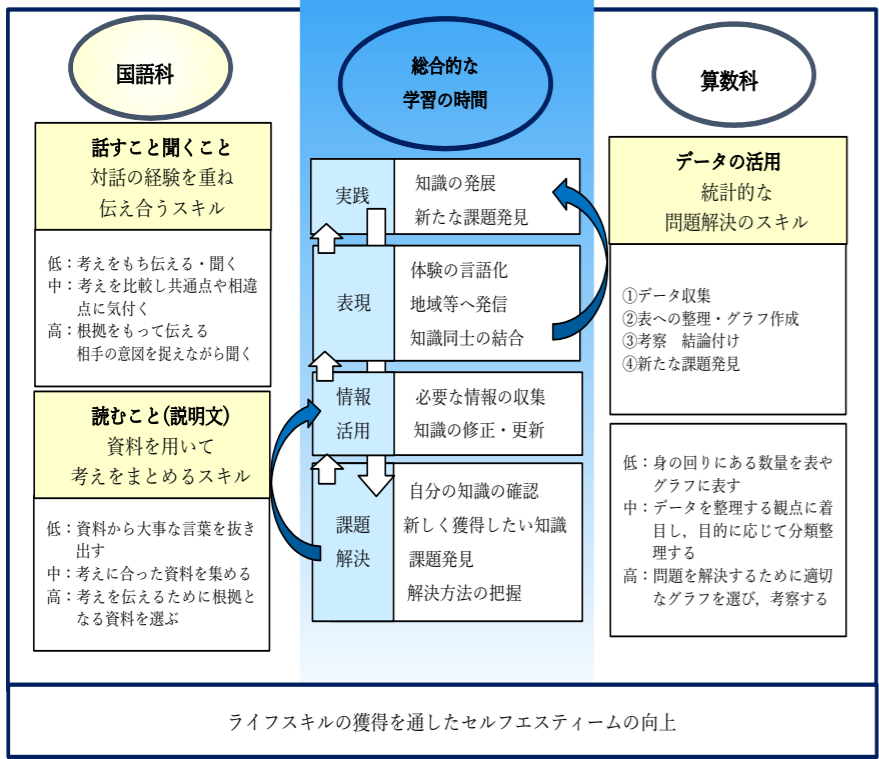 国語科
話すこと聞くこと
対話の経験を重ね
伝え合うスキル
低：考えをもち伝える・聞く
中：考えを比較し共通点や相違
点に気付く
高：根拠をもって伝える
相手の意図を捉えながら聞く
読むこと(説明文)
資料を用いて
考えをまとめるスキル
低：資料から大事な言葉を抜き
出す
中：考えに合った資料を集める
高：考えを伝えるために根拠と
なる資料を選ぶ
総合的な
学習の時間
実践
知識の発展
新たな課題発見
表現
体験の言語化
地域等へ発信
知識同士の結合
情報
活用
必要な情報の収集
知識の修正・更新
課題
解決
自分の知識の確認
新しく獲得したい知識
課題発見
解決方法の把握
算数科
データの活用
統計的な
問題解決のスキル
①データ収集
②表への整理・グラフ作成
③考察　結論付け
④新たな課題発見
低：身の回りにある数量を表や
グラフに表す
中：データを整理する観点に着
目し，目的に応じて分類整
理する
高：問題を解決するために適切
なグラフを選び，考察する
ライフスキルの獲得を通したセルフエスティームの向上